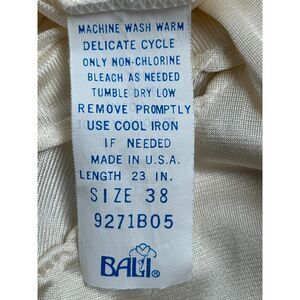 MACHINE WASH WARM
DELICATE CYCLE
ONLY NON-CHLORINE
BLEACH AS NEEDED
TUMBLE DRY LOW
REMOVE PROMPTLY
USE COOL IRON
IF NEEDED
MADE IN U.S.A.
LENGTH 23 IN.
SIZE 38
9271B05
BALI®